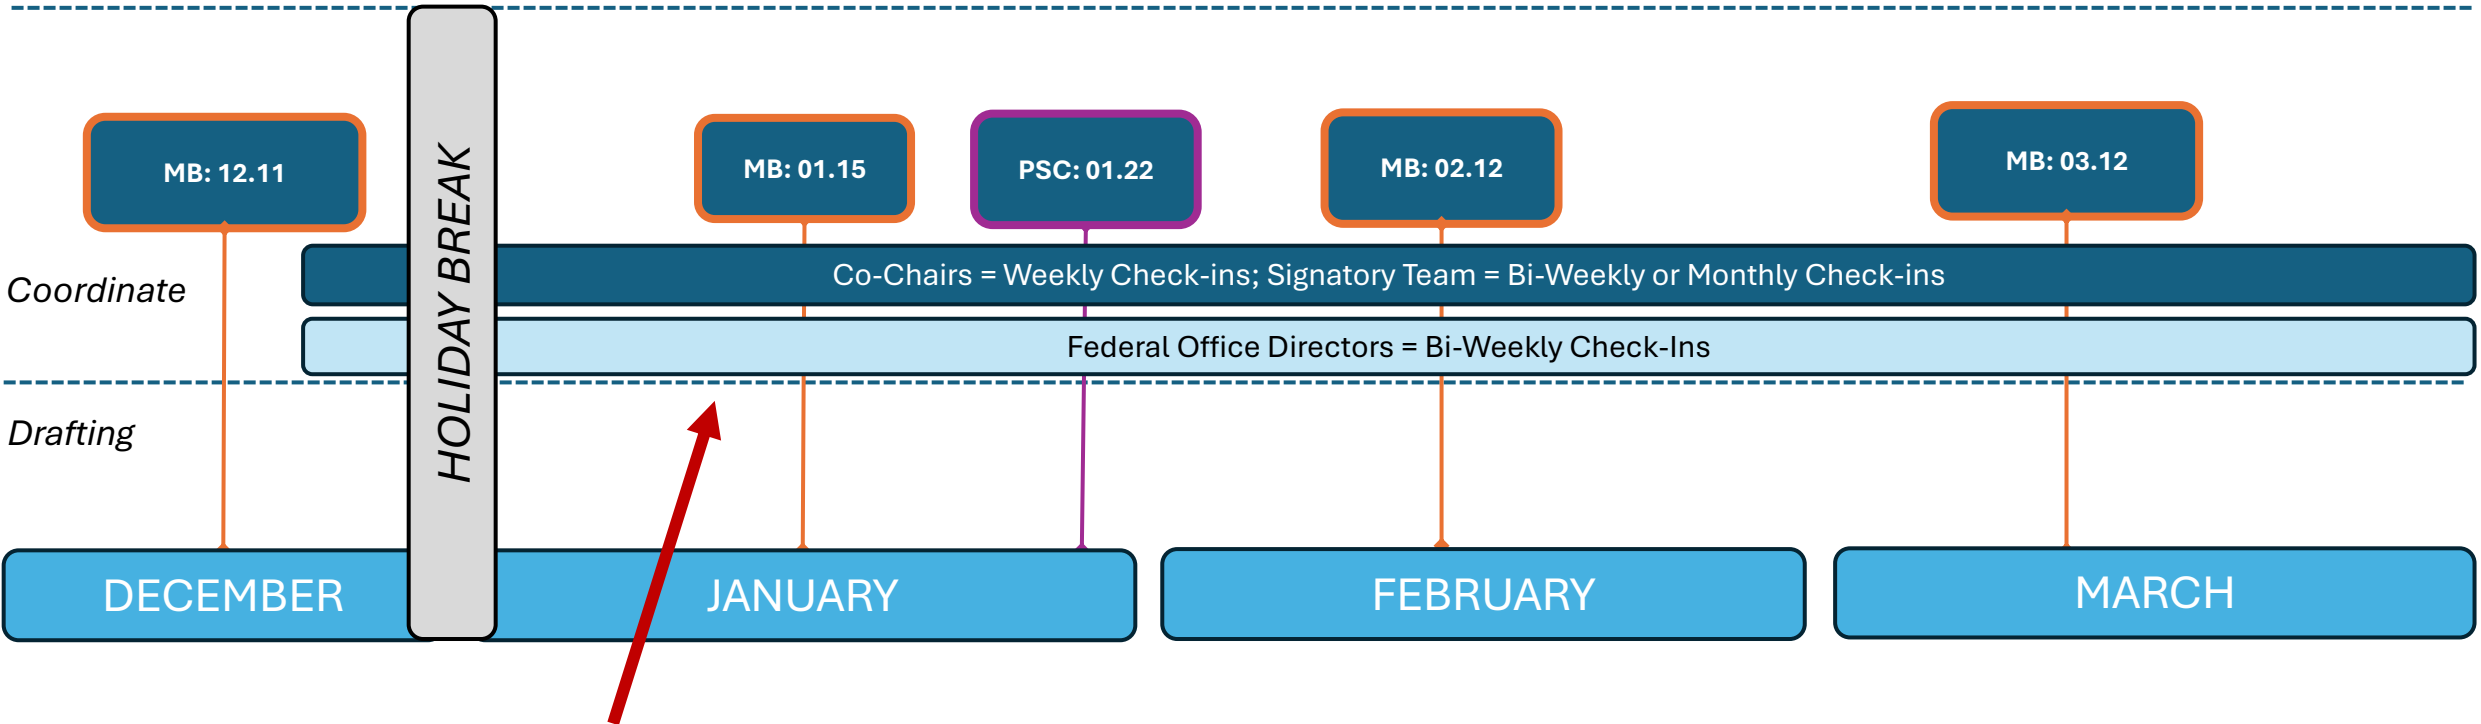 MB: 12.11
HOLIDAY BREAK
MB: 01.15
PSC: 01.22
MB: 02.12
MB: 03.12
Coordinate
Co-Chairs = Weekly Check-ins; Signatory Team = Bi-Weekly or Monthly Check-ins
Federal Office Directors = Bi-Weekly Check-Ins
Drafting
DECEMBER
JANUARY
FEBRUARY
MARCH